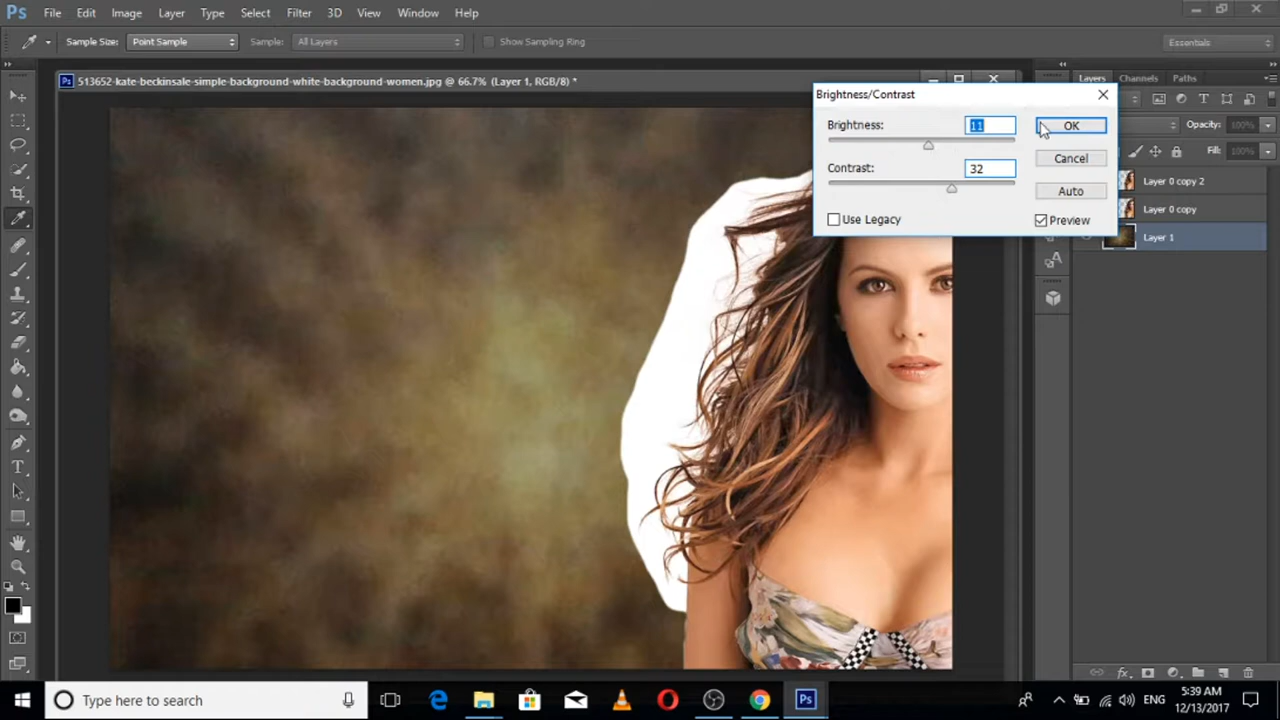 Ps File Edit Image Layer Type Select Filter 3D View Window Help
Sample Size: Point Sample Sample: All Layers Show Sampling Ring Essentials
Ps 513652-kate-beckinsale-simple-background-white-background-women.jpg @ 66.7% (Layer 1, RGB/8) *
Layers Channels Paths
Brightness/Contrast
Opacity: 100%
Brightness: 11 OK
Fill: 100%
Cancel
Contrast: 32
Layer 0 copy 2
Auto
Layer 0 copy
Use Legacy Preview
Layer 1
Type here to search
Ps
ENG
5:39 AM
12/13/2017